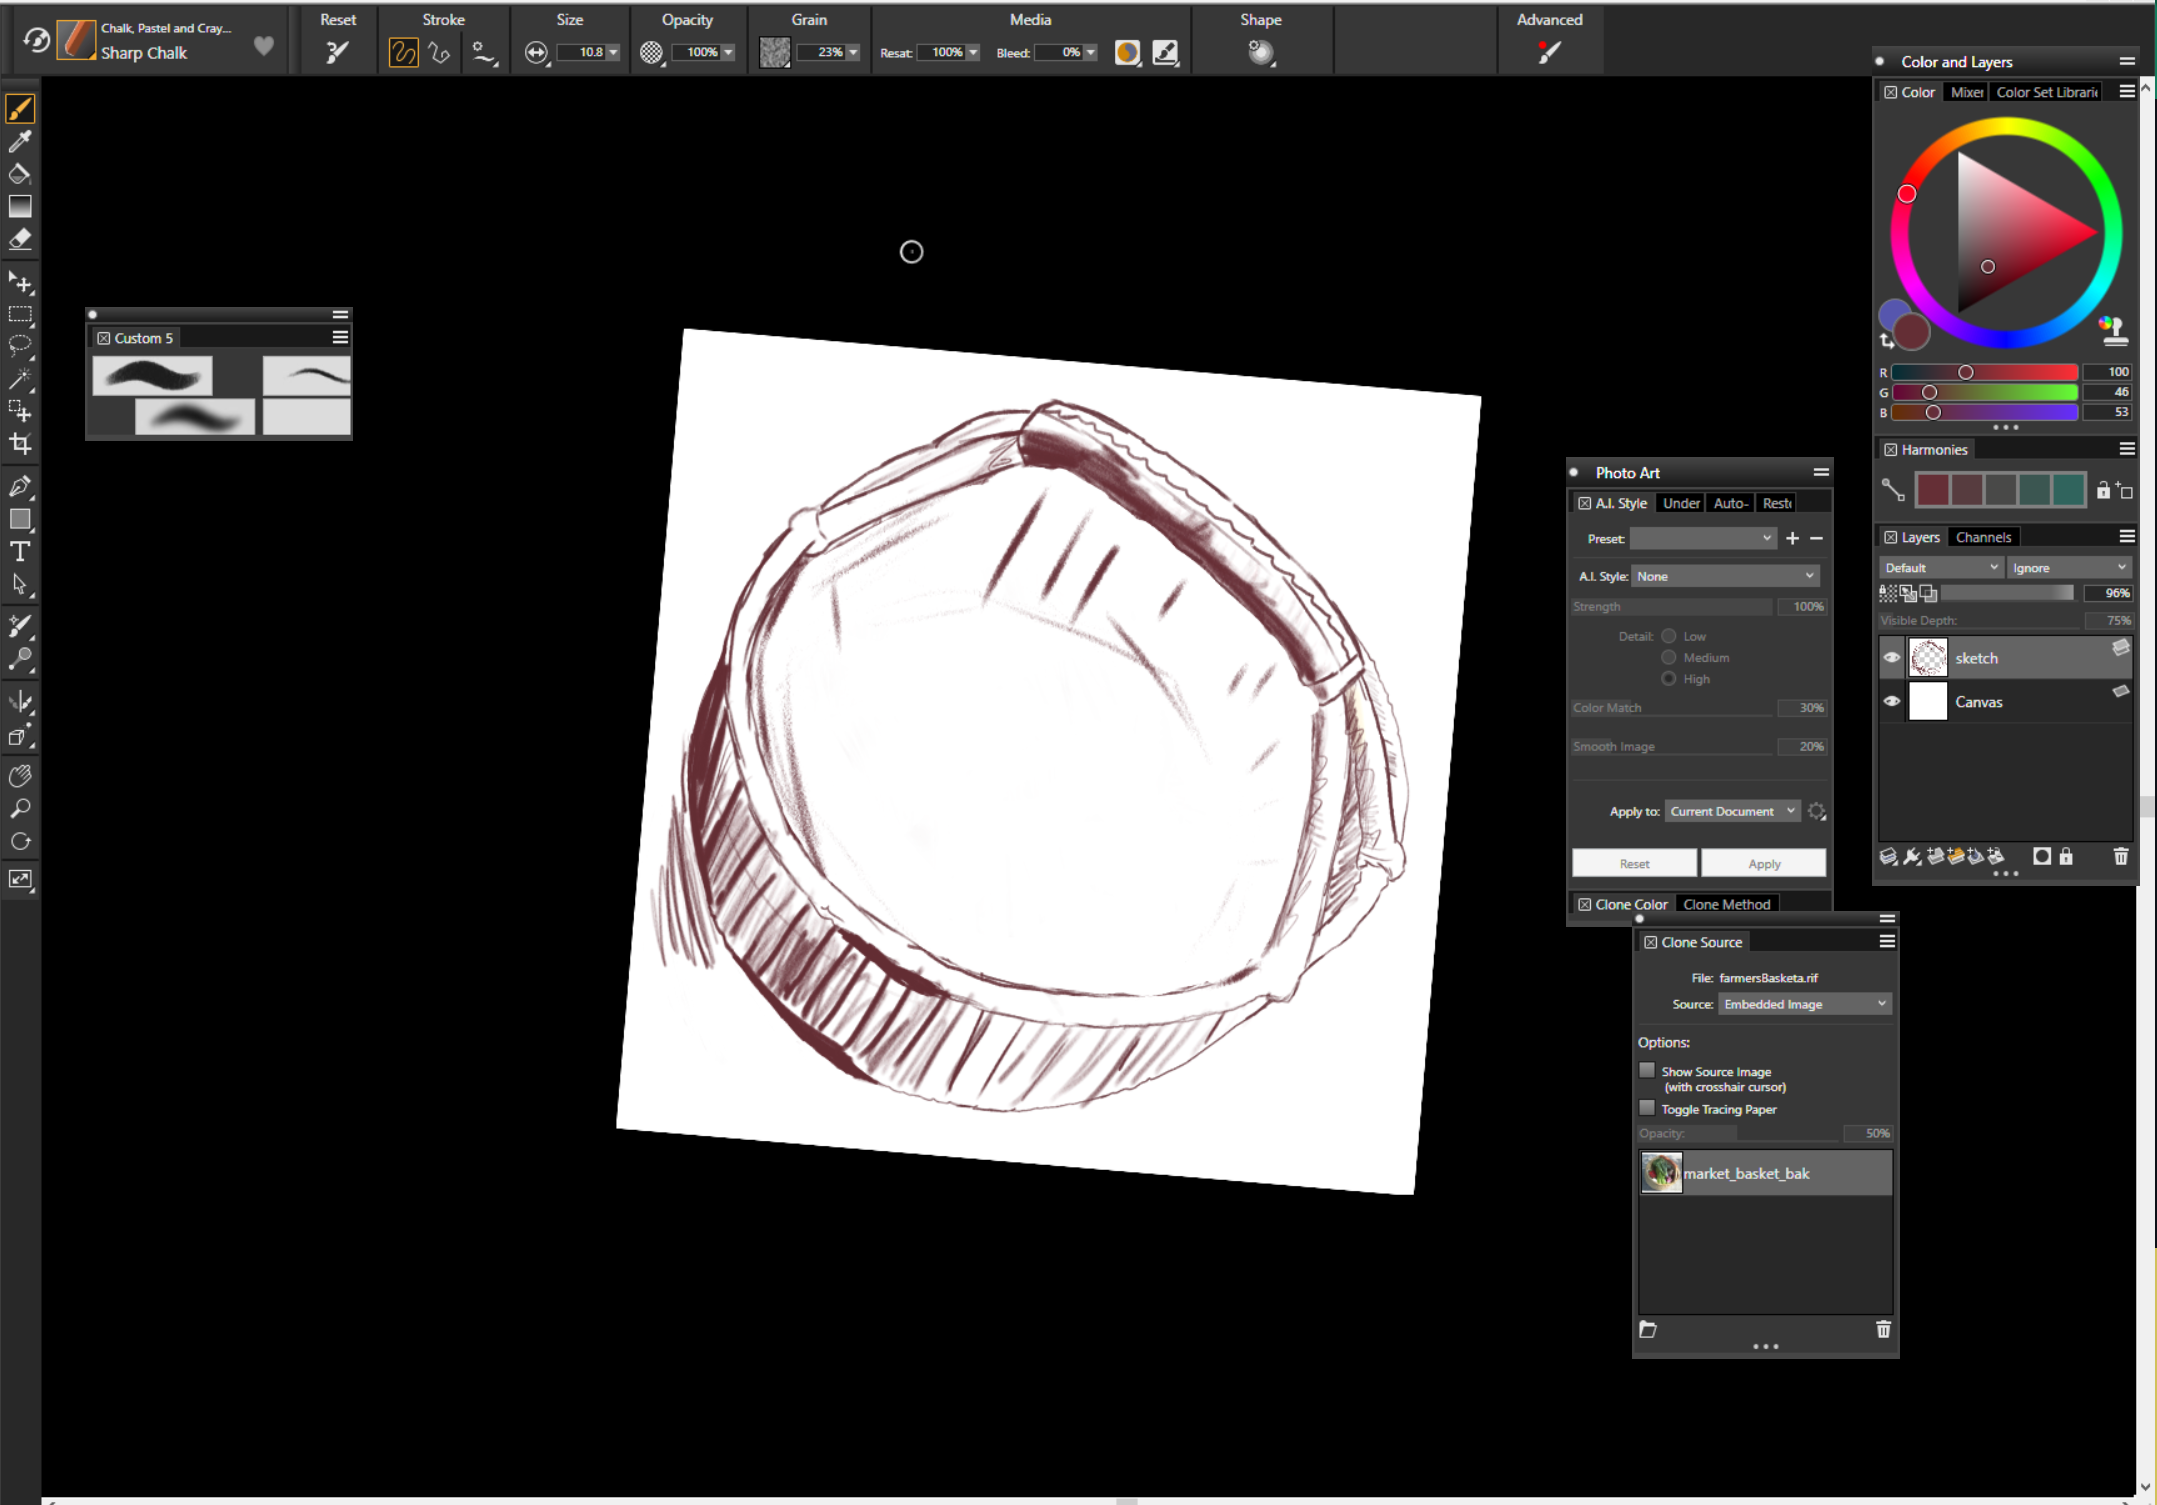 Chalk, Pastel and Cray...
Sharp Chalk
Reset
Stroke
Size
10.8
Opacity
100%
Grain
23%
Media
Resat: 100%
Bleed: 0%
Shape
Advanced
Custom 5
Color and Layers
Color
Mixer
Color Set Librarie
R 100
G 46
B 53
Harmonies
Layers
Channels
Default
Ignore
96%
Visible Depth: 75%
sketch
Canvas
Photo Art
A.I. Style
Under
Auto-
Resto
Preset:
A.I. Style: None
Strength 100%
Detail: Low
Medium
High
Color Match 30%
Smooth Image 20%
Apply to: Current Document
Reset
Apply
Clone Color
Clone Method
Clone Source
File: farmersBasketa.rif
Source: Embedded Image
Options:
Show Source Image
(with crosshair cursor)
Toggle Tracing Paper
Opacity: 50%
market_basket_bak